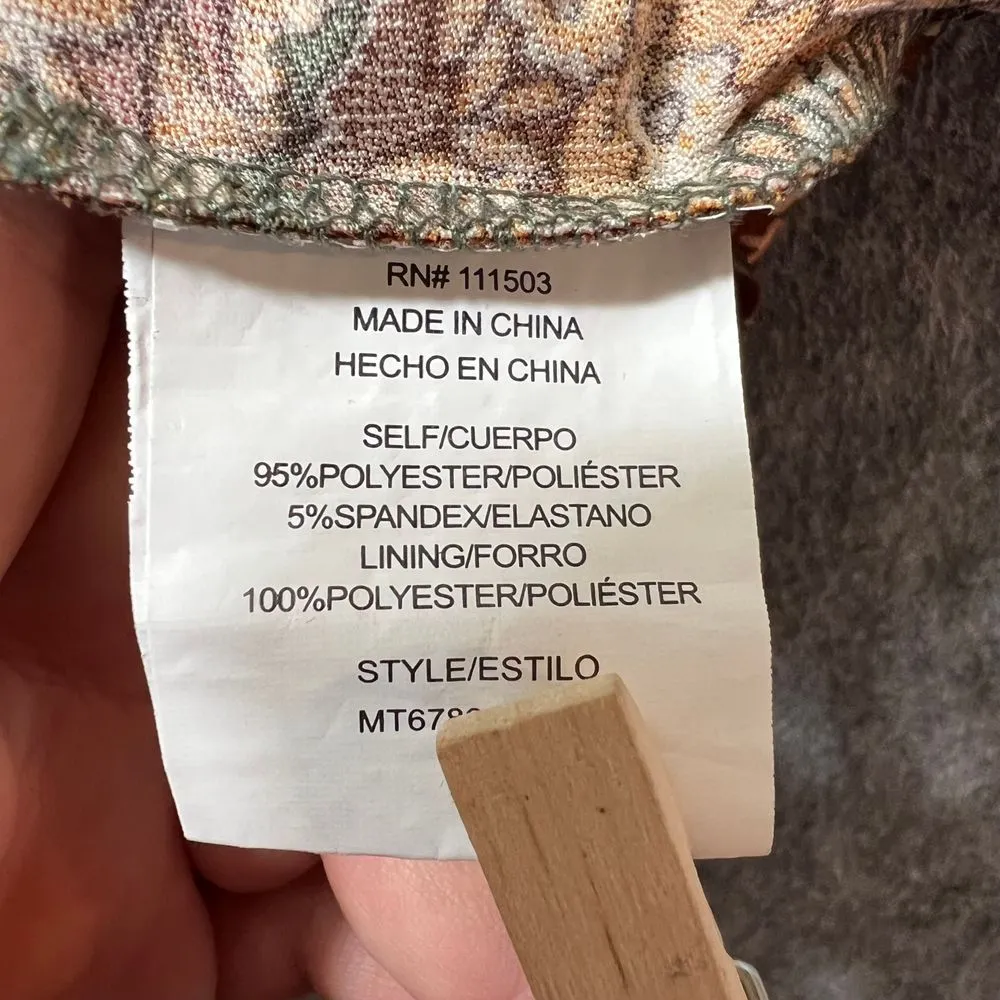 RN# 111503
MADE IN CHINA
HECHO EN CHINA
SELF/CUERPO
95%POLYESTER/POLIÉSTER
5%SPANDEX/ELASTANO
LINING/FORRO
100%POLYESTER/POLIÉSTER
STYLE/ESTILO